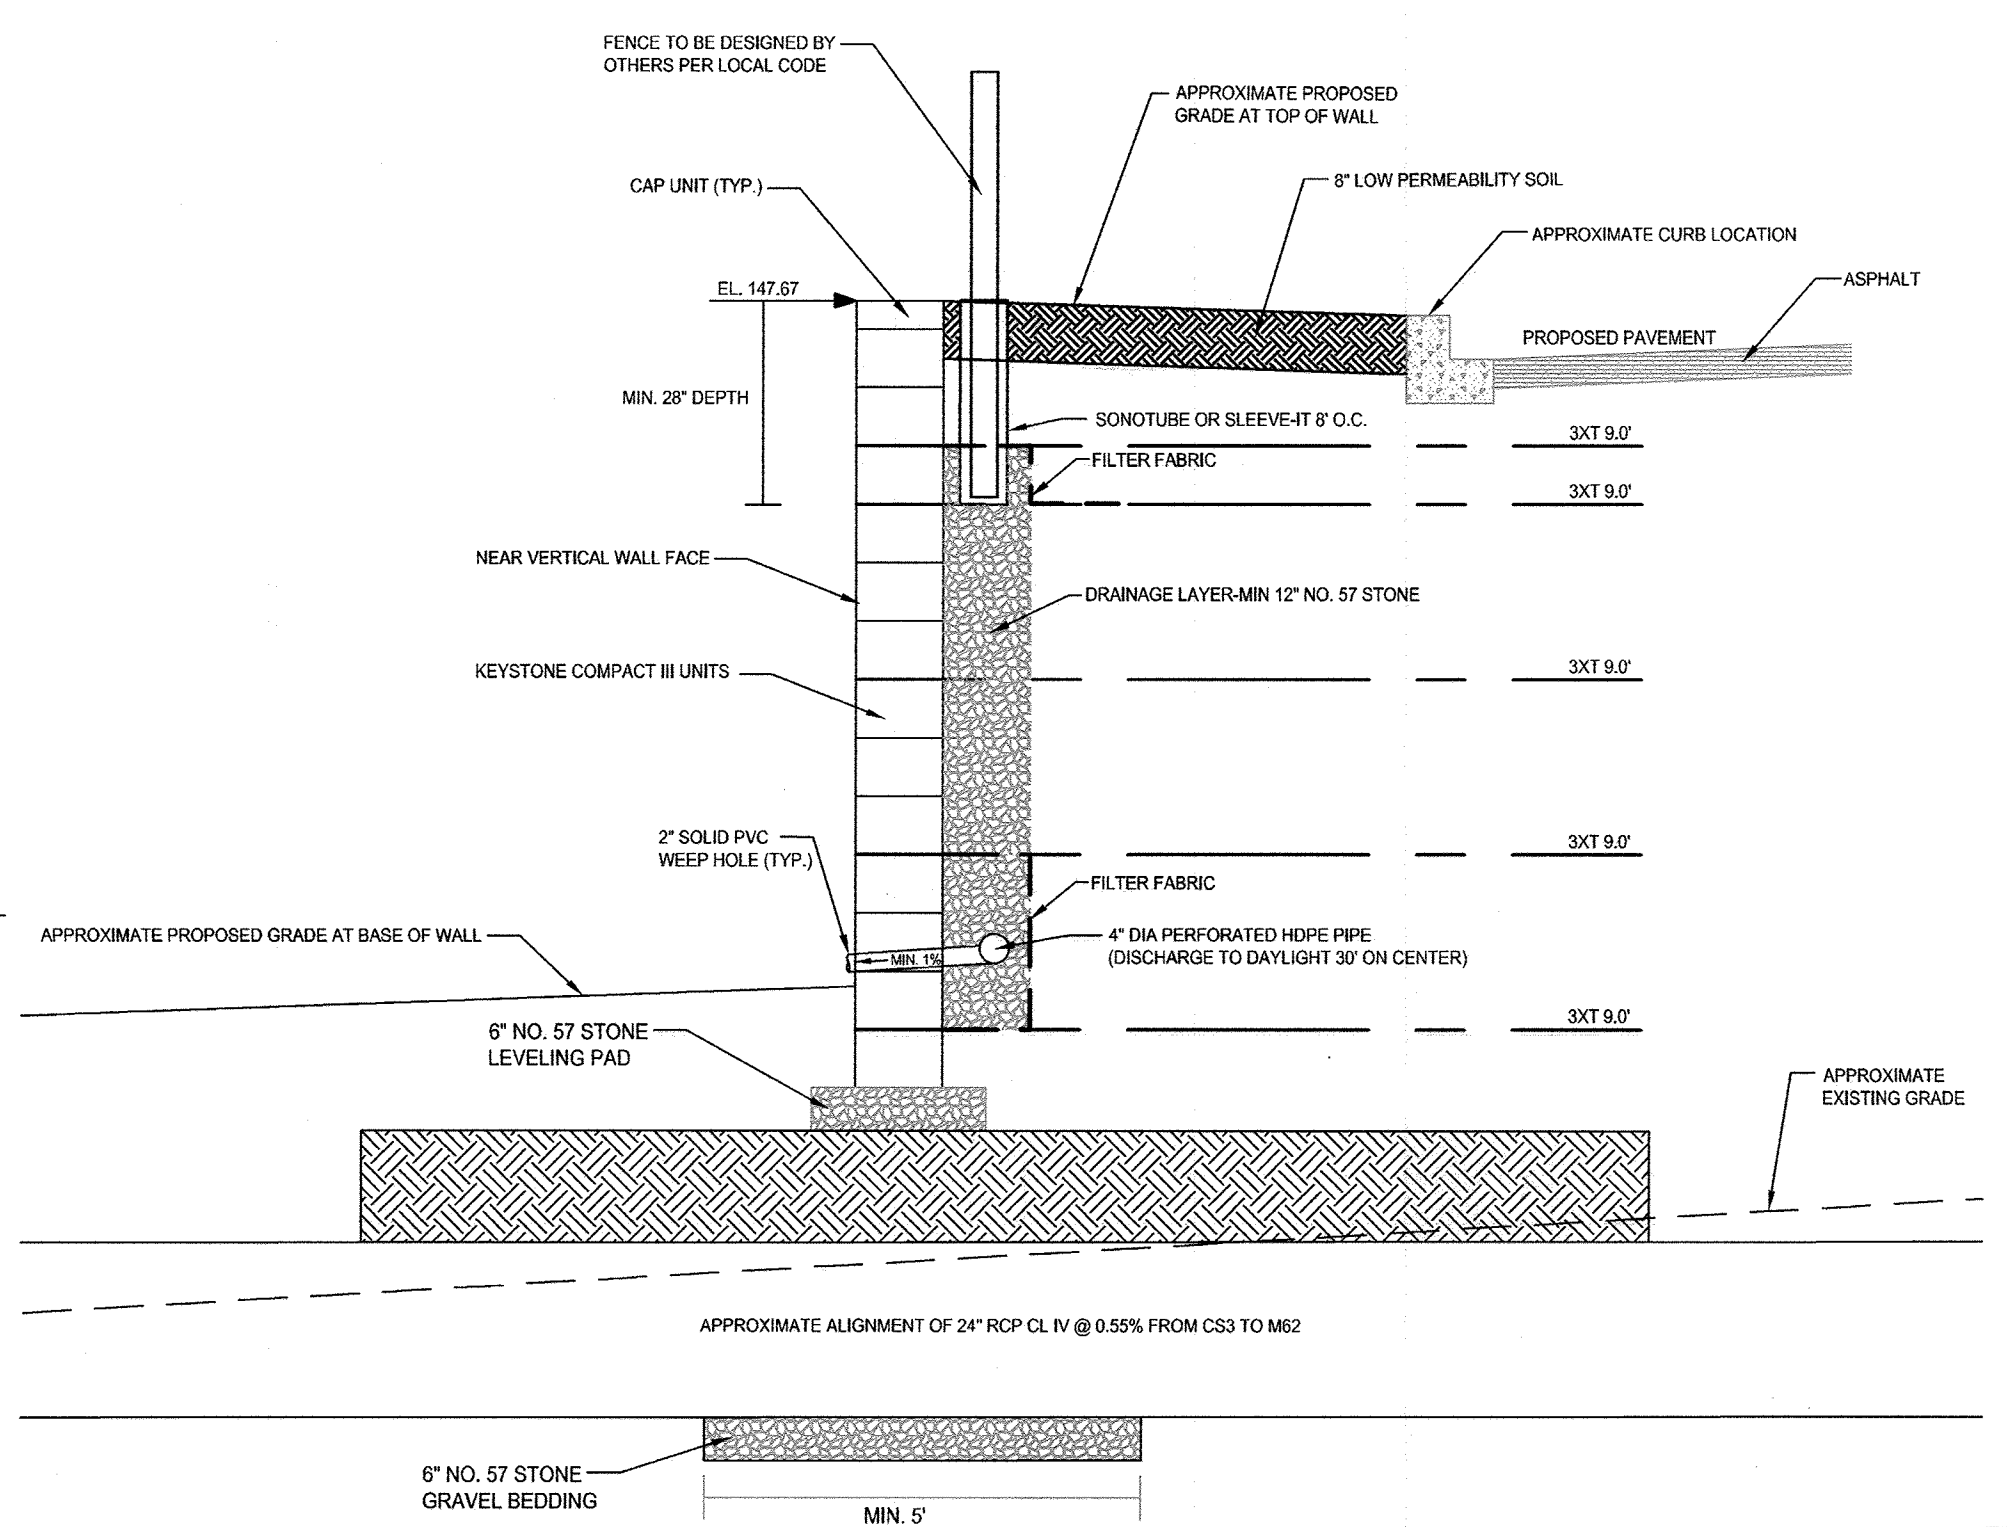 FENCE TO BE DESIGNED BY
OTHERS PER LOCAL CODE
APPROXIMATE PROPOSED
GRADE AT TOP OF WALL
CAP UNIT (TYP.)
8" LOW PERMEABILITY SOIL
APPROXIMATE CURB LOCATION
ASPHALT
EL. 147.67
PROPOSED PAVEMENT
MIN. 28" DEPTH
SONOTUBE OR SLEEVE-IT 8' O.C.
3XT 9.0'
FILTER FABRIC
3XT 9.0'
NEAR VERTICAL WALL FACE
DRAINAGE LAYER-MIN 12" NO. 57 STONE
KEYSTONE COMPACT III UNITS
3XT 9.0'
2" SOLID PVC
WEEP HOLE (TYP.)
3XT 9.0'
FILTER FABRIC
APPROXIMATE PROPOSED GRADE AT BASE OF WALL
4" DIA PERFORATED HDPE PIPE
(DISCHARGE TO DAYLIGHT 30' ON CENTER)
MIN. 1%
3XT 9.0'
6" NO. 57 STONE
LEVELING PAD
APPROXIMATE
EXISTING GRADE
APPROXIMATE ALIGNMENT OF 24" RCP CL IV @ 0.55% FROM CS3 TO M62
6" NO. 57 STONE
GRAVEL BEDDING
MIN. 5'